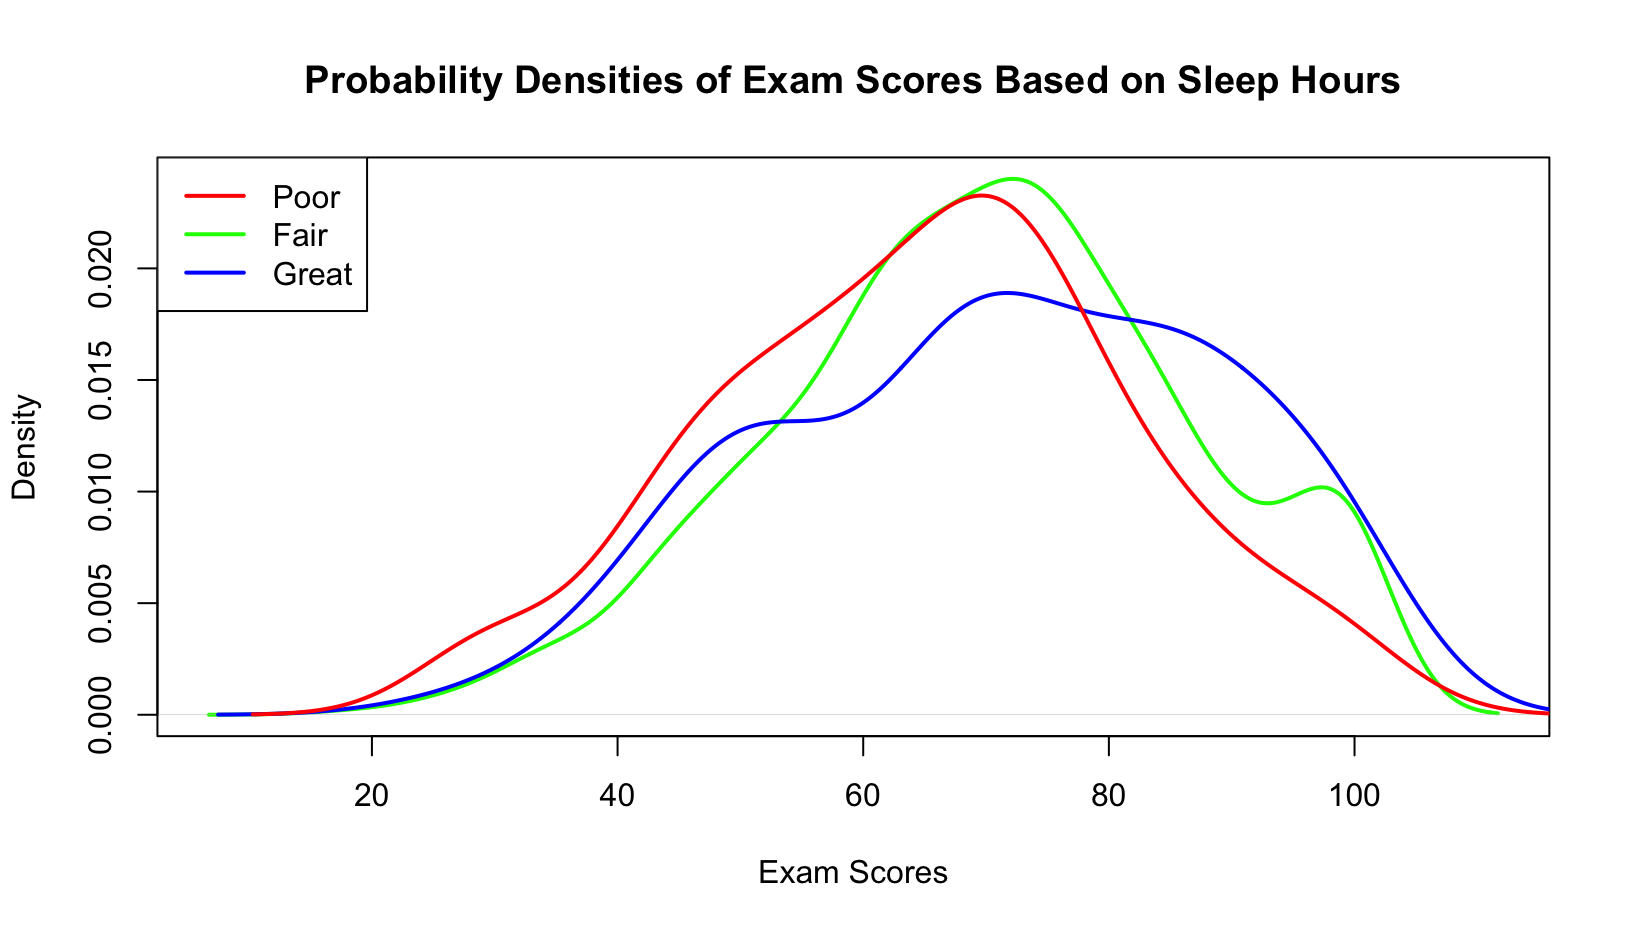 Probability Densities of Exam Scores Based on Sleep Hours
Poor
Fair
Great
Density
0.020
0.015
0.010
0.005
0.000
20 40 60 80 100
Exam Scores